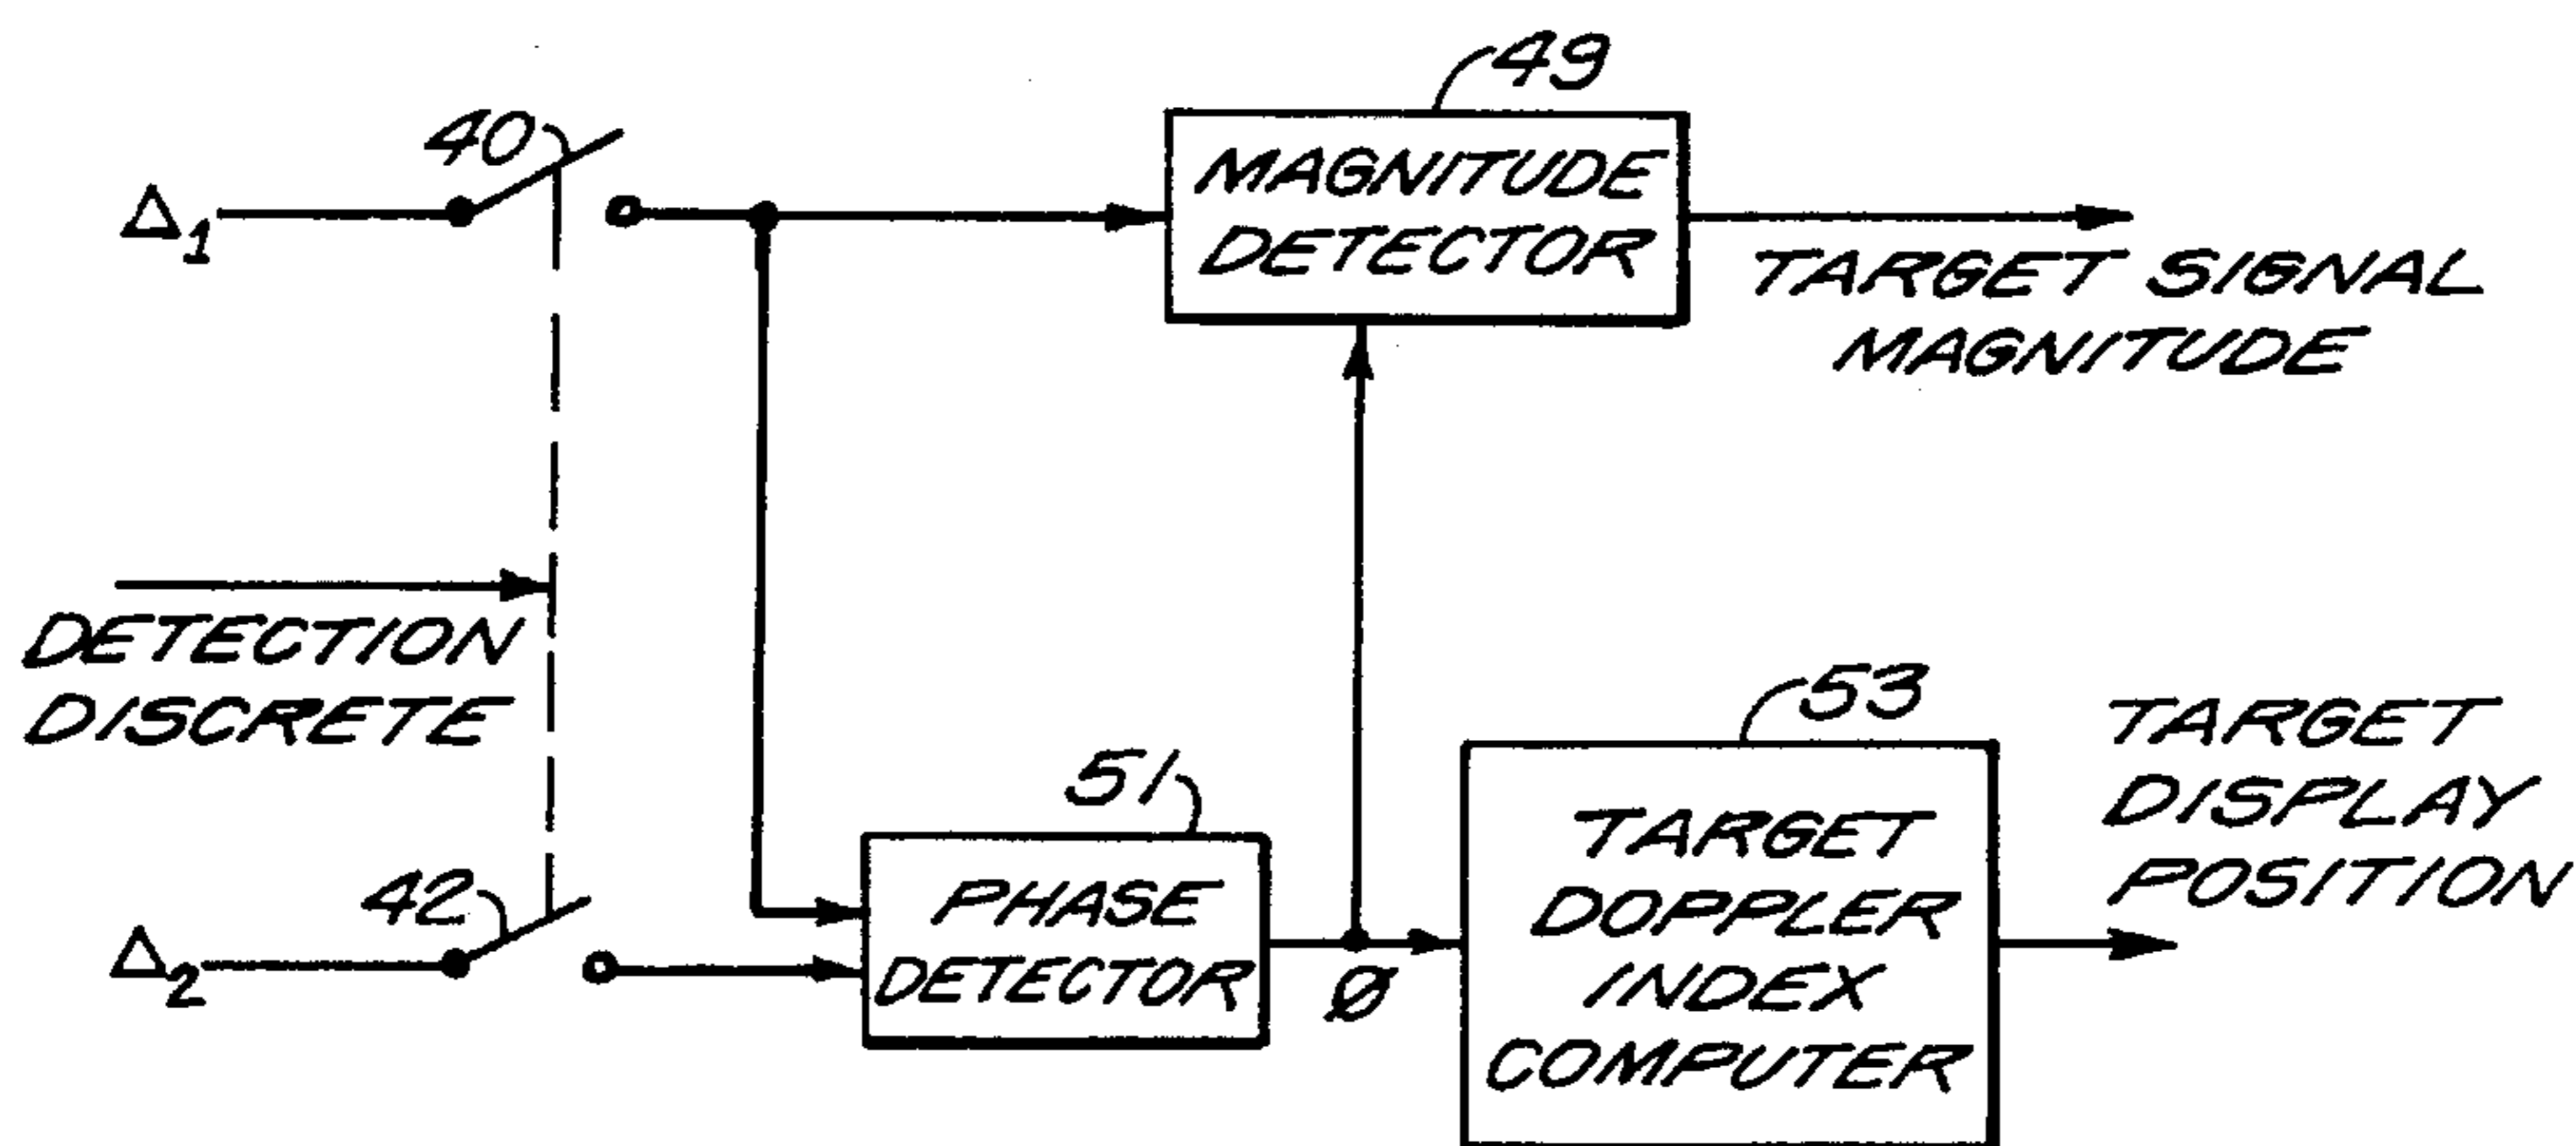 49
40
MAGNITUDE
DETECTOR
Δ1
TARGET SIGNAL
MAGNITUDE
DETECTION
DISCRETE
53
TARGET
DISPLAY
POSITION
51
42
PHASE
DETECTOR
TARGET
DOPPLER
INDEX
COMPUTER
Δ2
Ø